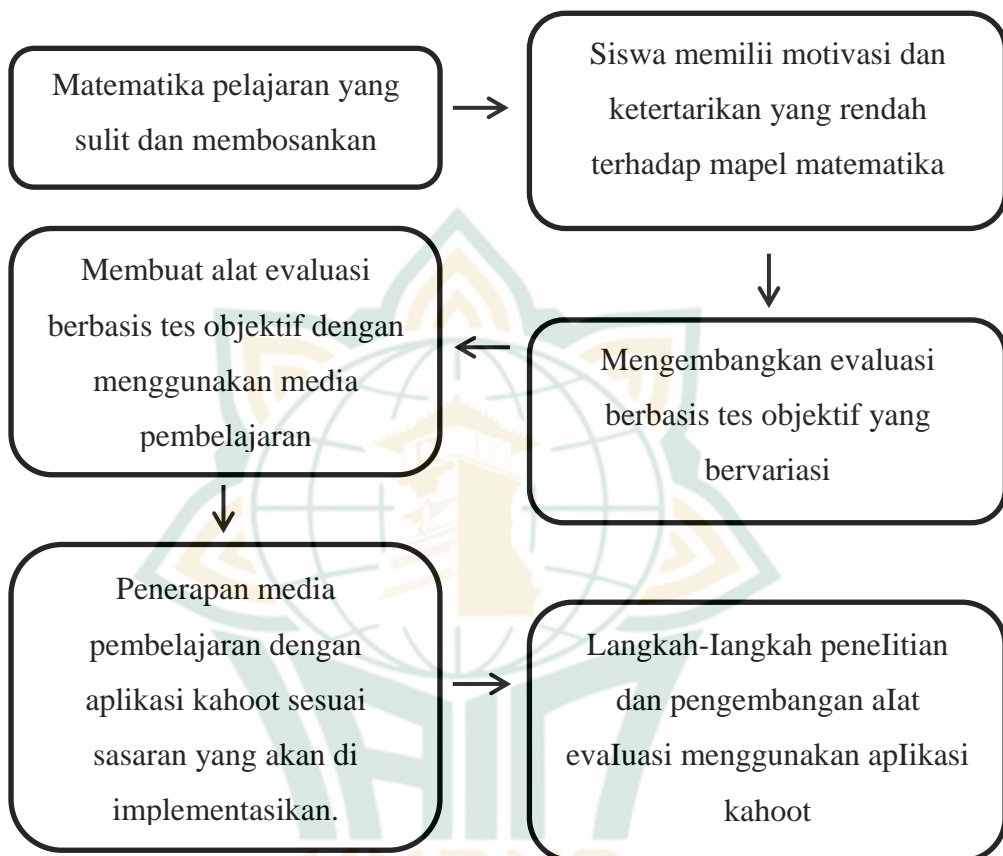 Matematika pelajaran yang
sulit dan membosankan
Siswa memilii motivasi dan
ketertarikan yang rendah
terhadap mapel matematika
Mengembangkan evaluasi
berbasis tes objektif yang
bervariasi
Membuat alat evaluasi
berbasis tes objektif dengan
menggunakan media
pembelajaran
Penerapan media
pembelajaran dengan
aplikasi kahoot sesuai
sasaran yang akan di
implementasikan.
Langkah-Iangkah peneIitian
dan pengembangan aIat
evaIuasi menggunakan apIikasi
kahoot